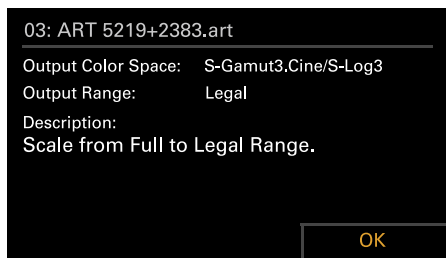 03: ART 5219+2383.art
Output Color Space: S-Gamut3.Cine/S-Log3
Output Range: Legal
Description:
Scale from Full to Legal Range.
OK